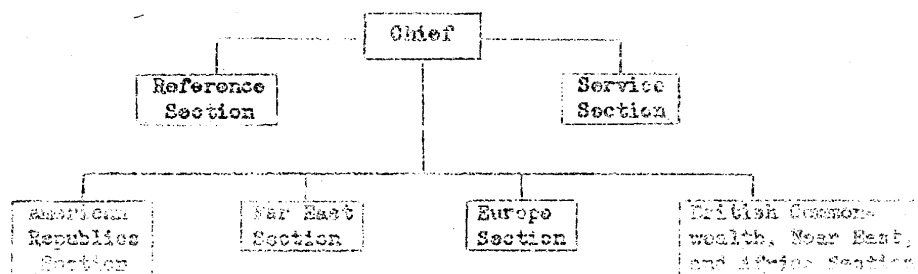 Chief
Reference
Section
Service
Section
American
Republics
Section
Far East
Section
Europe
Section
British Common-
wealth, Near East,
and Africa Section